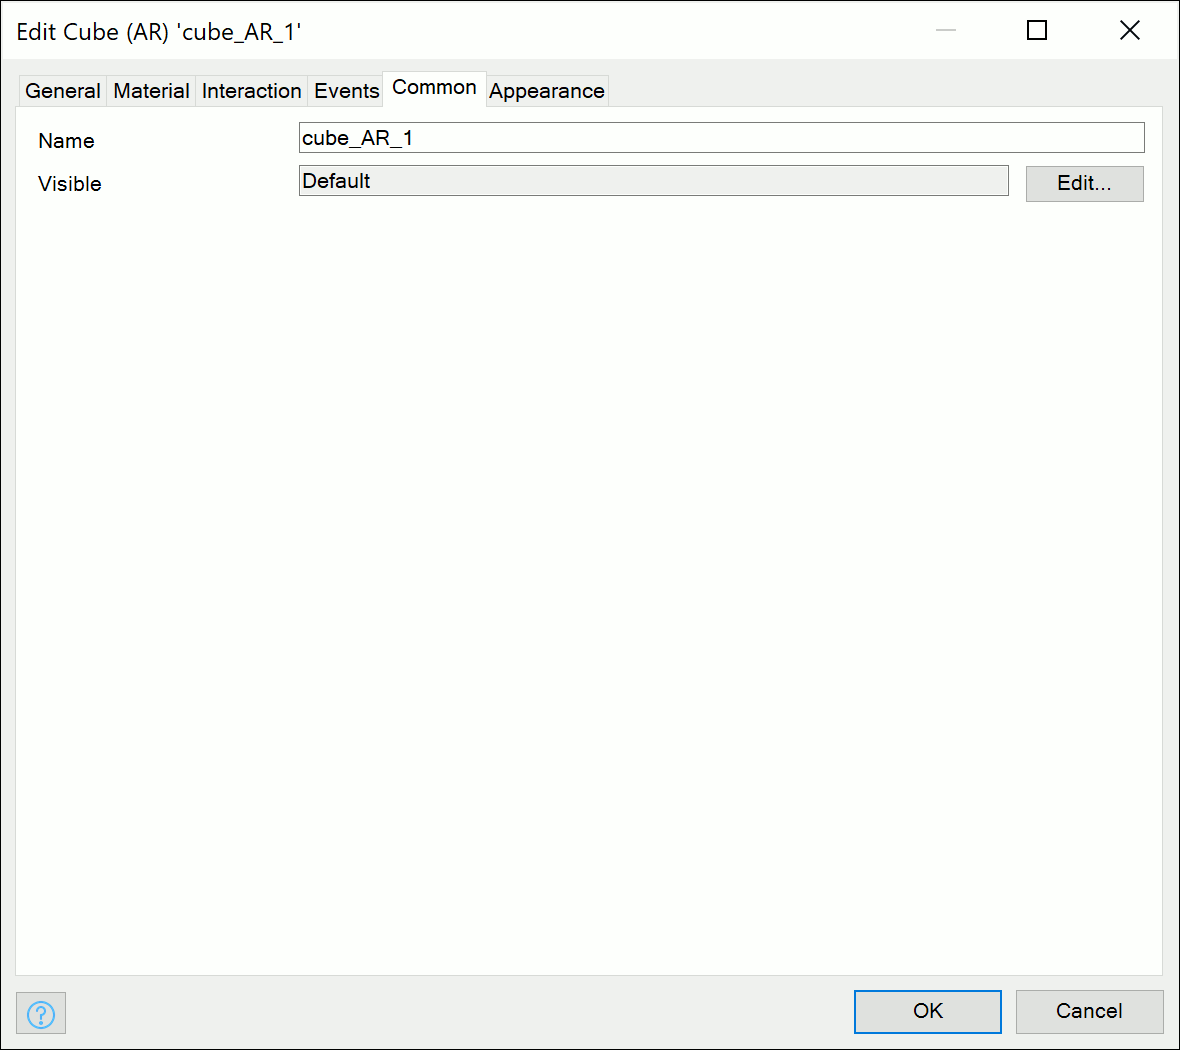 Edit Cube (AR) 'cube_AR_1'
General Material Interaction Events Common Appearance
Name cube_AR_1
Visible Default Edit...
? OK Cancel